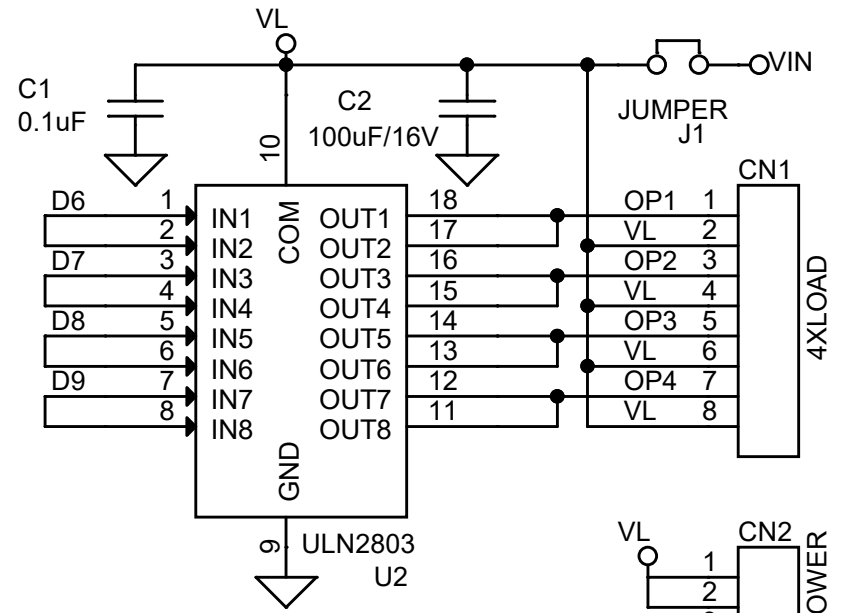 VL
VIN
C1
0.1uF
C2
100uF/16V
JUMPER
J1
10
CN1
D6 1 IN1 COM OUT1 18 OP1 1
2 IN2 OUT2 17 VL 2
D7 3 IN3 OUT3 16 OP2 3
4 IN4 OUT4 15 VL 4
D8 5 IN5 OUT5 14 OP3 5
6 IN6 OUT6 13 VL 6
D9 7 IN7 OUT7 12 OP4 7
8 IN8 OUT8 11 VL 8
4XLOAD
GND
9
ULN2803
U2
VL
CN2
1
2